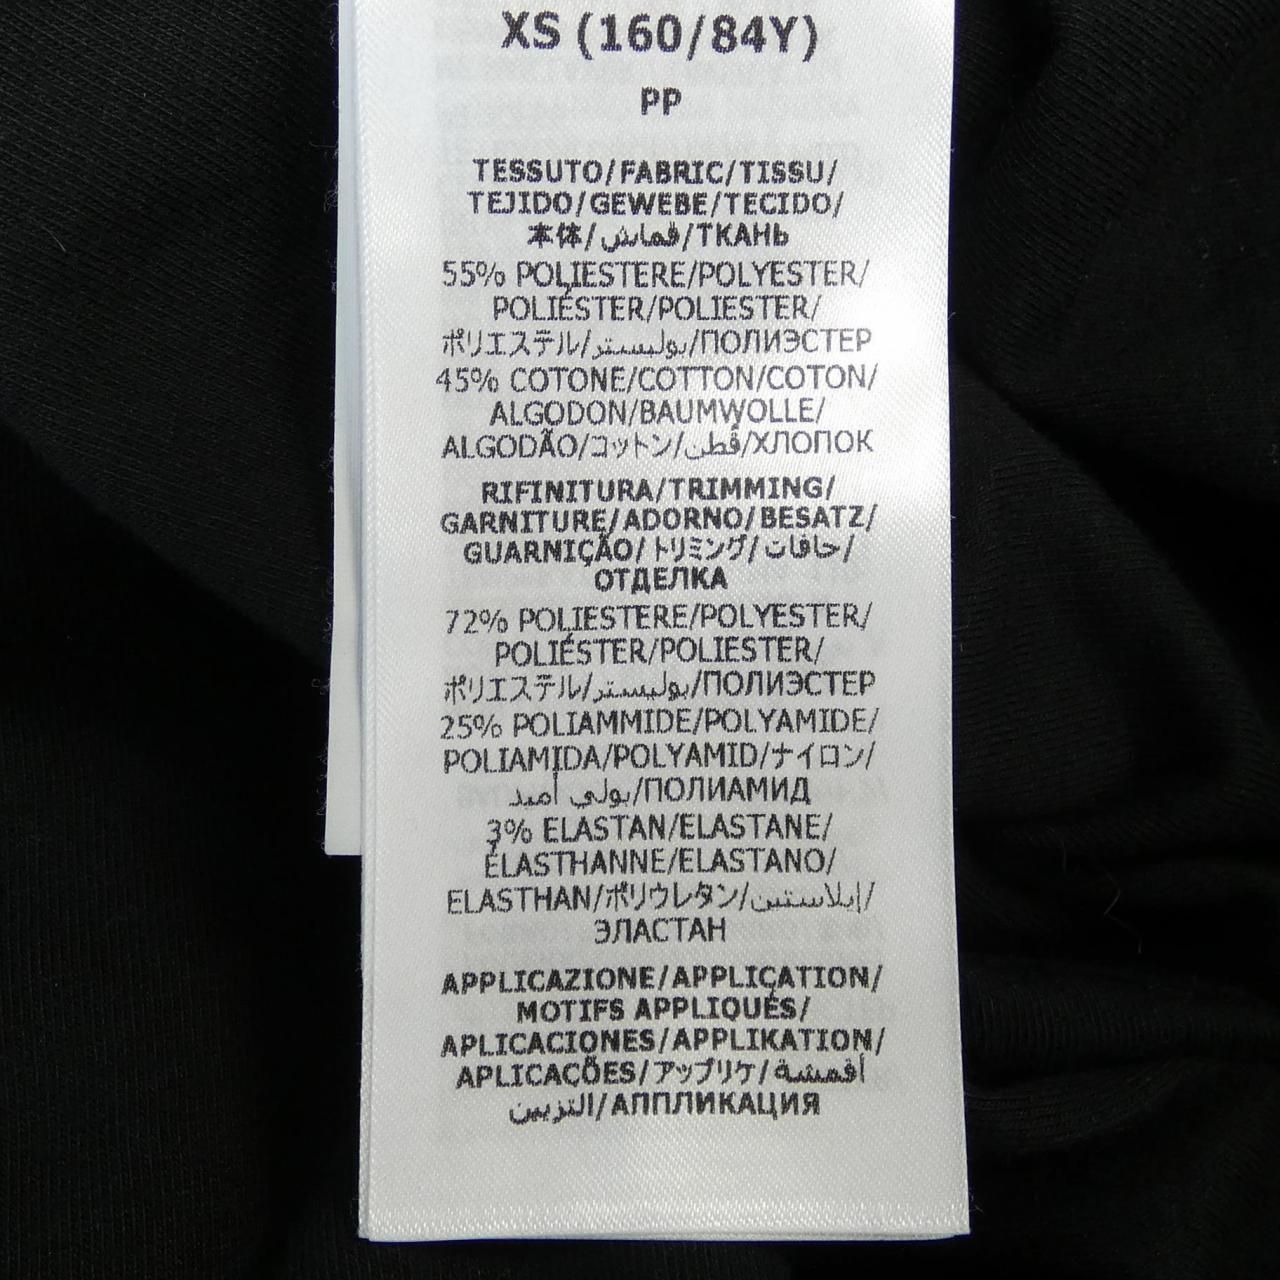 XS (160/84Y)
PP
TESSUTO/FABRIC/TISSU/
TEJIDO/GEWEBE/TECIDO/
本体/قماش/ТКАНЬ
55% POLIESTERE/POLYESTER/
POLIÉSTER/POLIESTER/
ポリエステル/بوليستر/ПОЛИЭСТЕР
45% COTONE/COTTON/COTON/
ALGODON/BAUMWOLLE/
ALGODÃO/コットン/قطن/ХЛОПОК
RIFINITURA/TRIMMING/
GARNITURE/ADORNO/BESATZ/
GUARNIÇÃO/トリミング/حافات/
ОТДЕЛКА
72% POLIESTERE/POLYESTER/
POLIÉSTER/POLIESTER/
ポリエステル/بوليستر/ПОЛИЭСТЕР
25% POLIAMMIDE/POLYAMIDE/
POLIAMIDA/POLYAMID/ナイロン/
بولي أميد/ПОЛИАМИД
3% ELASTAN/ELASTANE/
ÉLASTHANNE/ELASTANO/
ELASTHAN/ポリウレタン/إيلاستين/
ЭЛАСТАН
APPLICAZIONE/APPLICATION/
MOTIFS APPLIQUÉS/
APLICACIONES/APPLIKATION/
APLICAÇÕES/アップリケ/أقمشة
التزيين/АППЛИКАЦИЯ